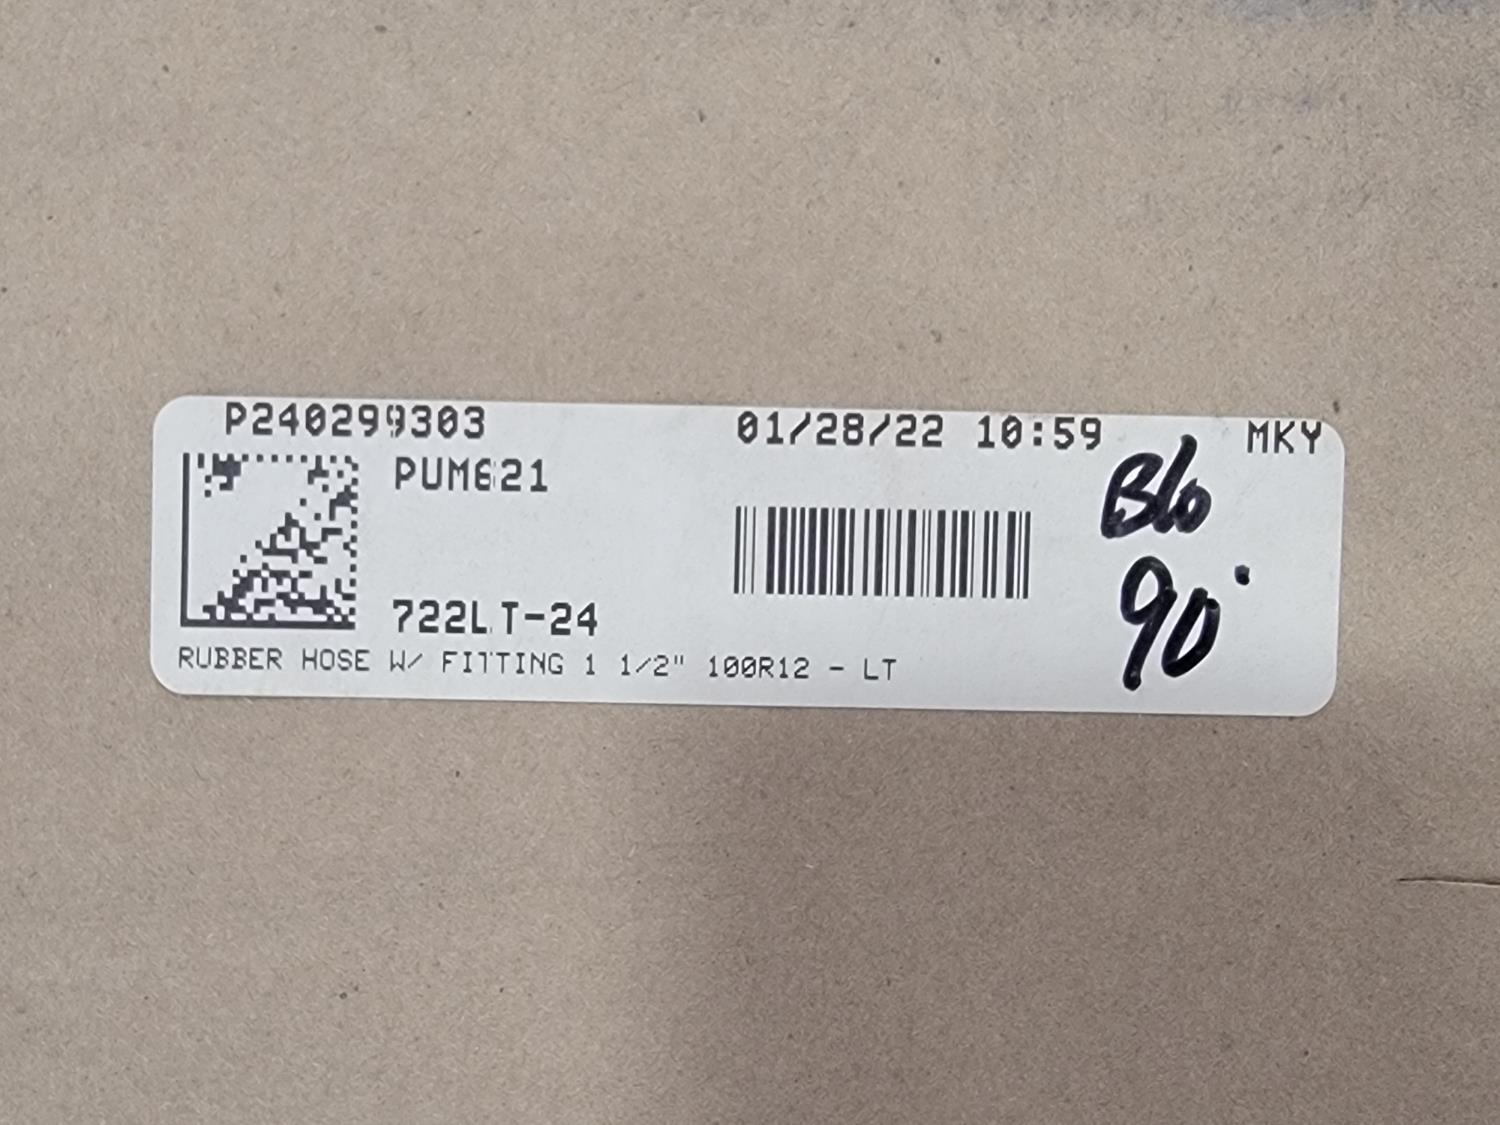 P240299303 01/28/22 10:59 MKY
PUM621
722LT-24
RUBBER HOSE W/ FITTING 1 1/2" 100R12 - LT
90°